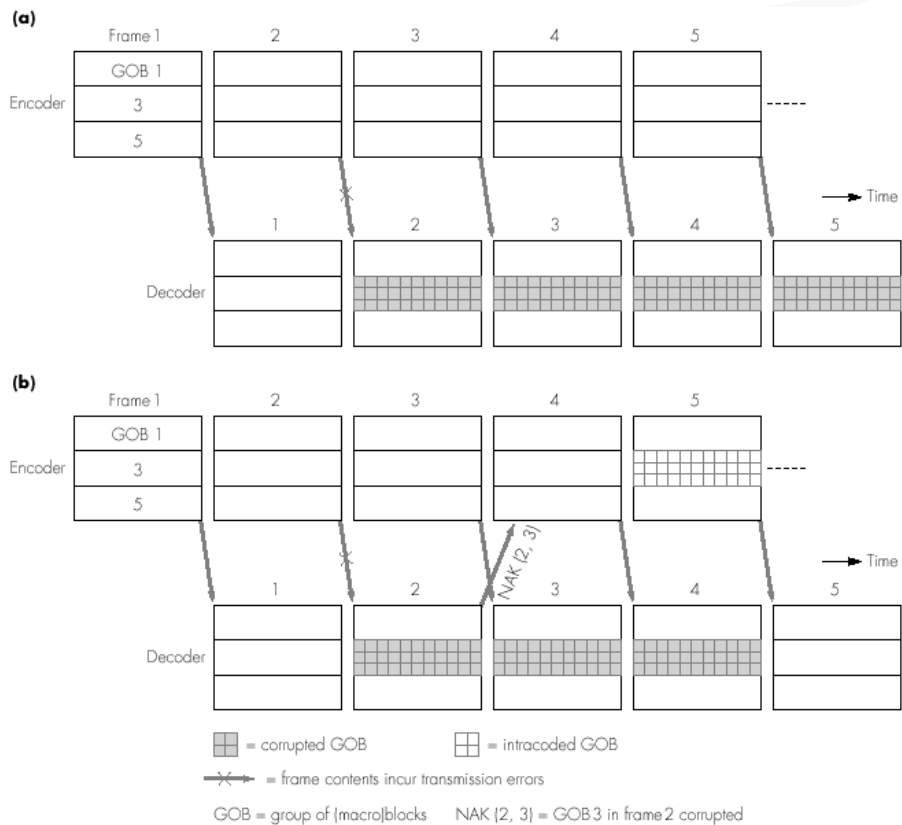 (a)
Frame 1 2 3 4 5
GOB 1
Encoder 3
5
Time
1 2 3 4 5
Decoder
(b)
Frame 1 2 3 4 5
GOB 1
Encoder 3
5
NAK (2, 3)
Time
1 2 3 4 5
Decoder
= corrupted GOB = intracoded GOB
= frame contents incur transmission errors
GOB = group of (macro)blocks NAK (2, 3) = GOB 3 in frame 2 corrupted